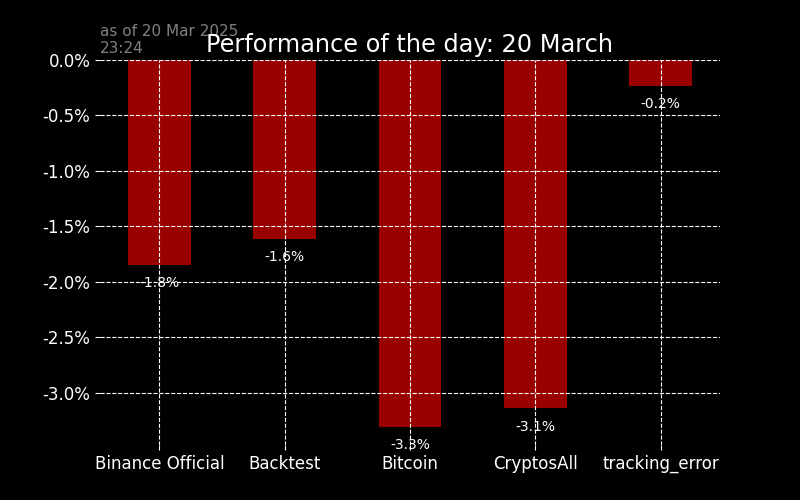 as of 20 Mar 2025
23:24
Performance of the day: 20 March
0.0%
-0.5%
-1.0%
-1.5%
-2.0%
-2.5%
-3.0%
-1.8%
-1.6%
-3.3%
-3.1%
-0.2%
Binance Official
Backtest
Bitcoin
CryptosAll
tracking_error